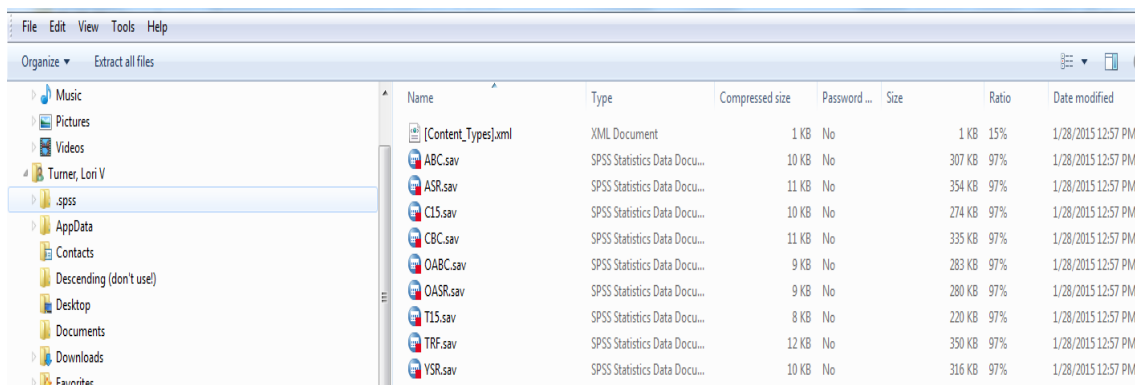 File Edit View Tools Help
Organize Extract all files
Music
Pictures
Videos
Turner, Lori V
.spss
AppData
Contacts
Descending (don't use!)
Desktop
Documents
Downloads
Favorites
Name Type Compressed size Password ... Size Ratio Date modified
[Content_Types].xml XML Document 1 KB No 1 KB 15% 1/28/2015 12:57 PM
ABC.sav SPSS Statistics Data Docu... 10 KB No 307 KB 97% 1/28/2015 12:57 PM
ASR.sav SPSS Statistics Data Docu... 11 KB No 354 KB 97% 1/28/2015 12:57 PM
C15.sav SPSS Statistics Data Docu... 10 KB No 274 KB 97% 1/28/2015 12:57 PM
CBC.sav SPSS Statistics Data Docu... 11 KB No 335 KB 97% 1/28/2015 12:57 PM
OABC.sav SPSS Statistics Data Docu... 9 KB No 283 KB 97% 1/28/2015 12:57 PM
OASR.sav SPSS Statistics Data Docu... 9 KB No 280 KB 97% 1/28/2015 12:57 PM
T15.sav SPSS Statistics Data Docu... 8 KB No 220 KB 97% 1/28/2015 12:57 PM
TRF.sav SPSS Statistics Data Docu... 12 KB No 350 KB 97% 1/28/2015 12:57 PM
YSR.sav SPSS Statistics Data Docu... 10 KB No 316 KB 97% 1/28/2015 12:57 PM